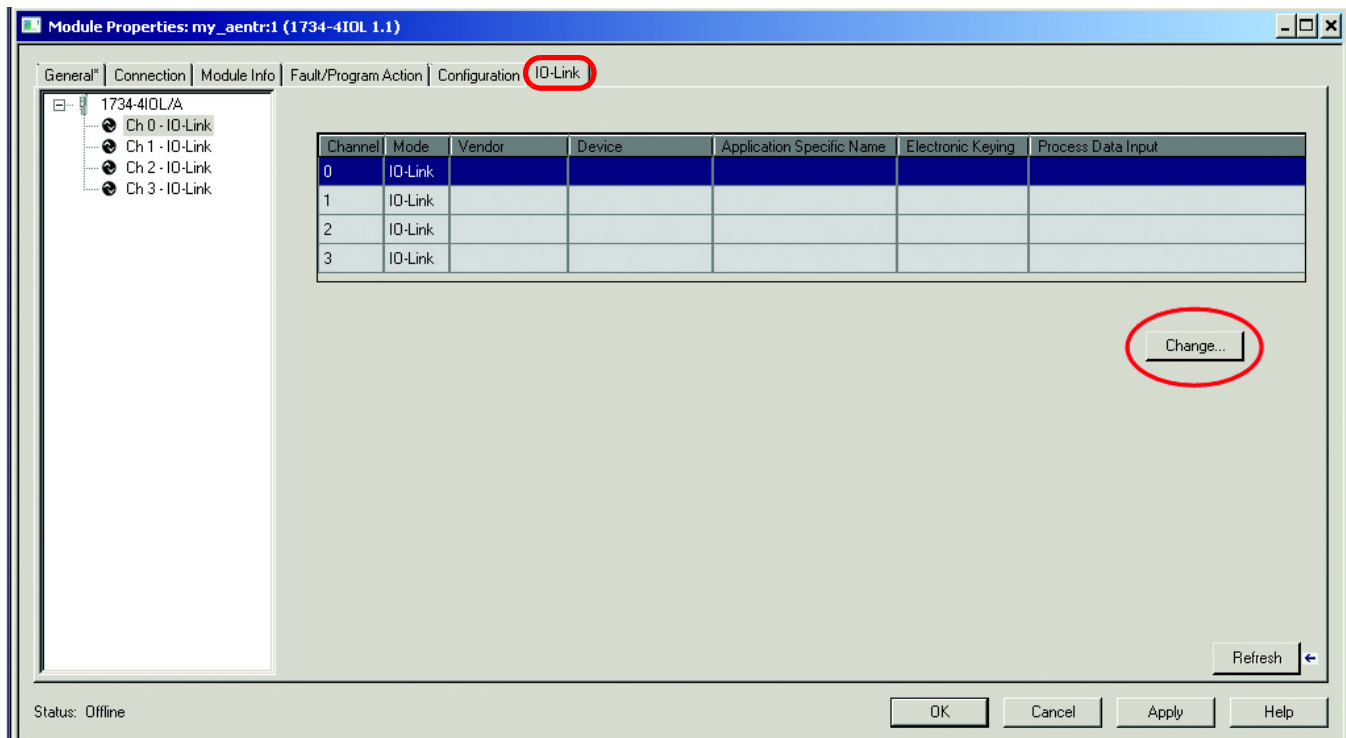 Module Properties: my_aentr:1 (1734-4IOL 1.1)
General* Connection Module Info Fault/Program Action Configuration IO-Link
1734-4IOL/A
Ch 0 - IO-Link
Ch 1 - IO-Link
Ch 2 - IO-Link
Ch 3 - IO-Link
Channel Mode Vendor Device Application Specific Name Electronic Keying Process Data Input
0 IO-Link
1 IO-Link
2 IO-Link
3 IO-Link
Change...
Refresh
Status: Offline OK Cancel Apply Help